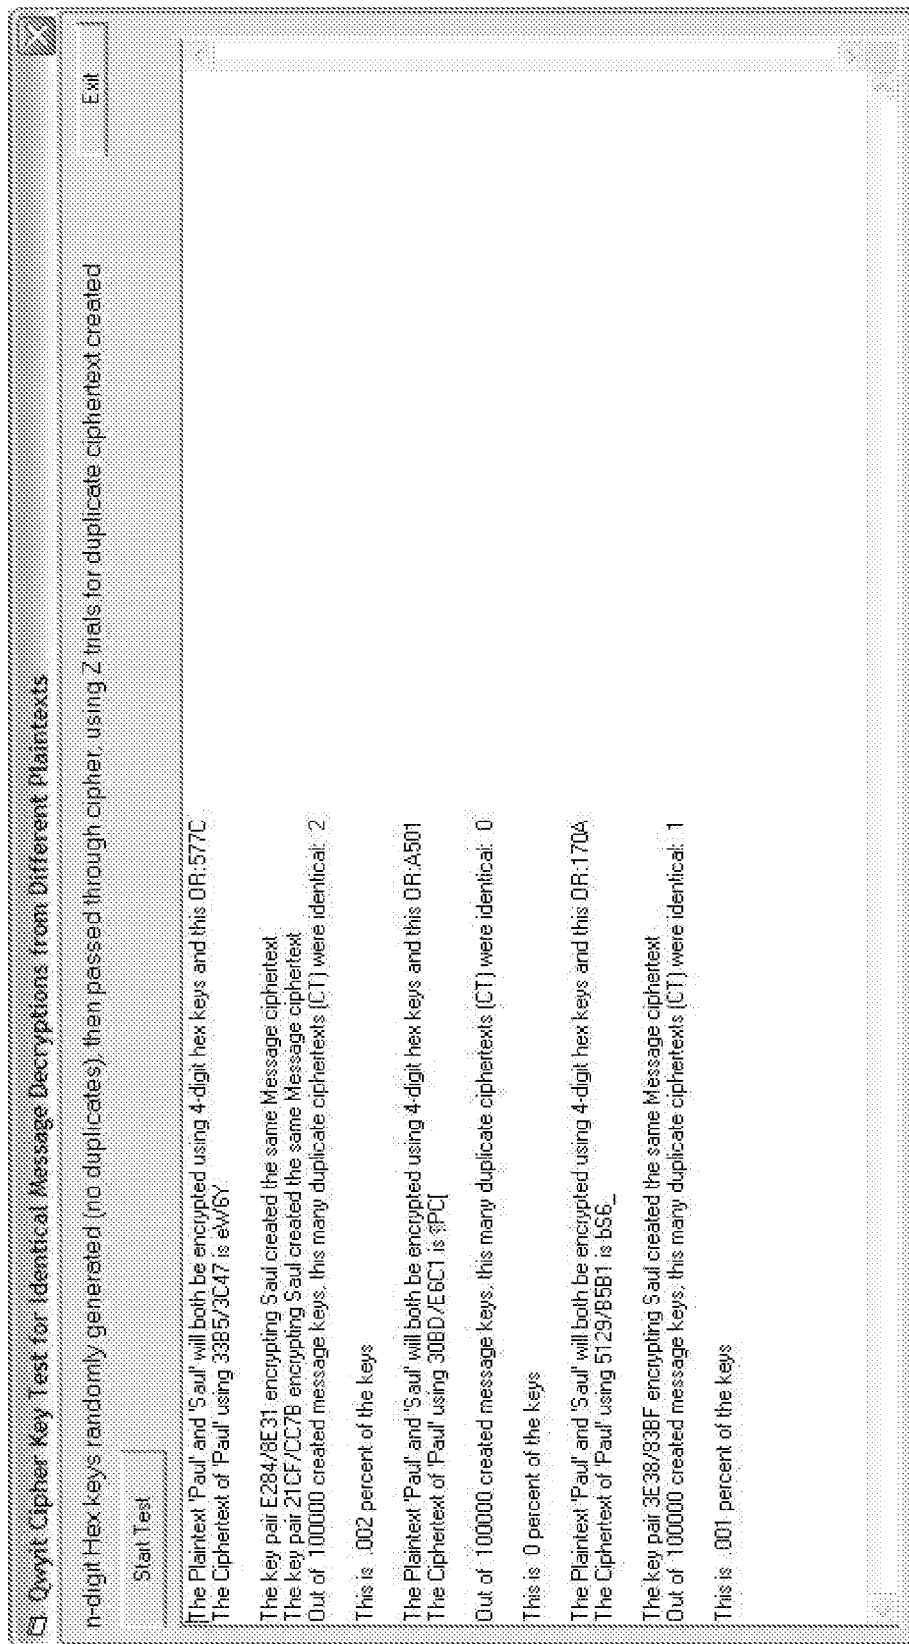 Qwyit Cipher Key Test for Identical Message Decryptions from Different Plaintexts
n-digit Hex keys randomly generated (no duplicates), then passed through cipher, using Z trials for duplicate ciphertext created
Start Test
Exit
The Plaintext 'Paul' and 'Saul' will both be encrypted using 4-digit hex keys and this OR:577C
The Ciphertext of 'Paul' using 33B5/3C47 is eW6Y
The key pair E284/8E31 encrypting Saul created the same Message ciphertext
The key pair 21CF/CC7B encrypting Saul created the same Message ciphertext
Out of 100000 created message keys, this many duplicate ciphertexts (CT) were identical: 2
This is .002 percent of the keys
The Plaintext 'Paul' and 'Saul' will both be encrypted using 4-digit hex keys and this OR:A501
The Ciphertext of 'Paul' using 30BD/E6C1 is
Out of 100000 created message keys, this many duplicate ciphertexts (CT) were identical: 0
This is 0 percent of the keys
The Plaintext 'Paul' and 'Saul' will both be encrypted using 4-digit hex keys and this OR:170A
The Ciphertext of 'Paul' using 5129/B5B1 is bS6_
The key pair 3E38/83BF encrypting Saul created the same Message ciphertext
Out of 100000 created message keys, this many duplicate ciphertexts (CT) were identical: 1
This is .001 percent of the keys